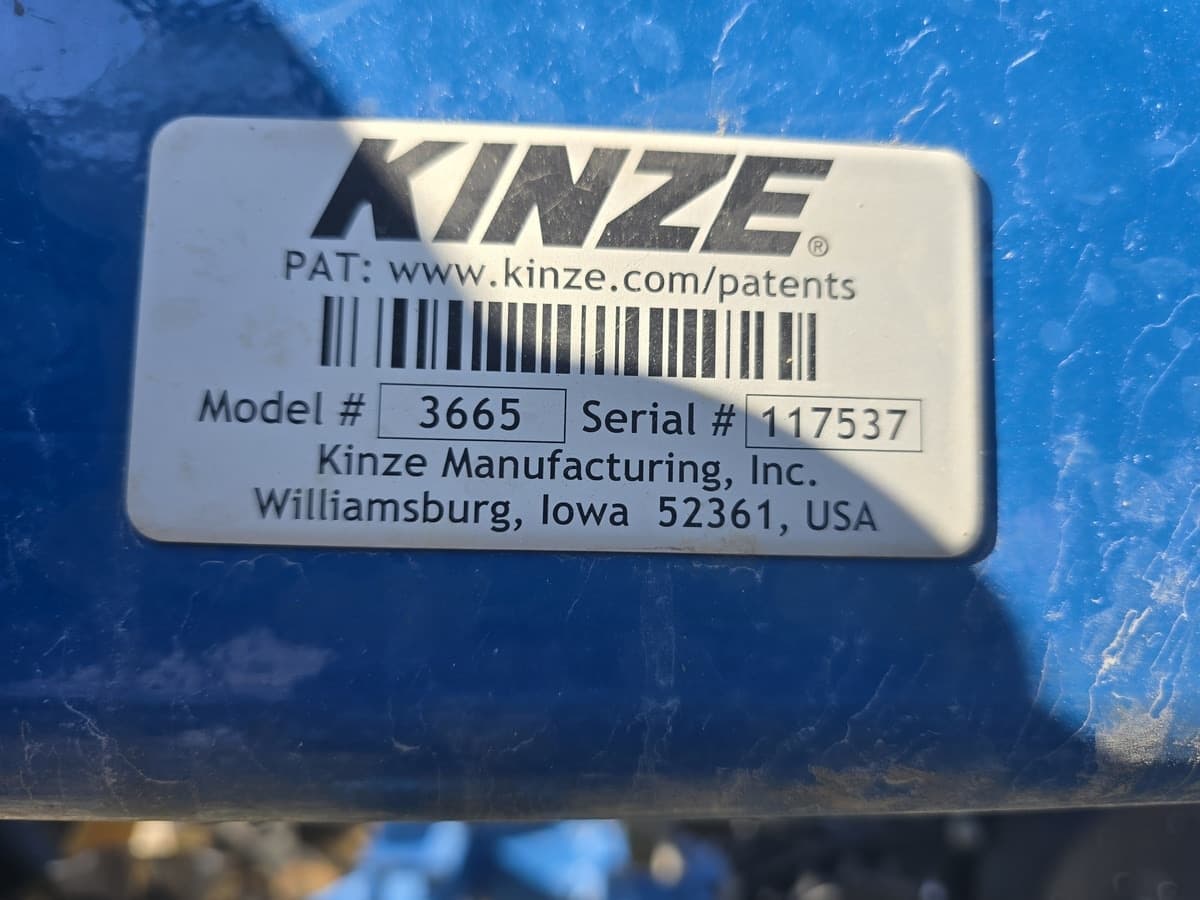 KINZE®
PAT: www.kinze.com/patents
Model # 3665 Serial # 117537
Kinze Manufacturing, Inc.
Williamsburg, Iowa 52361, USA